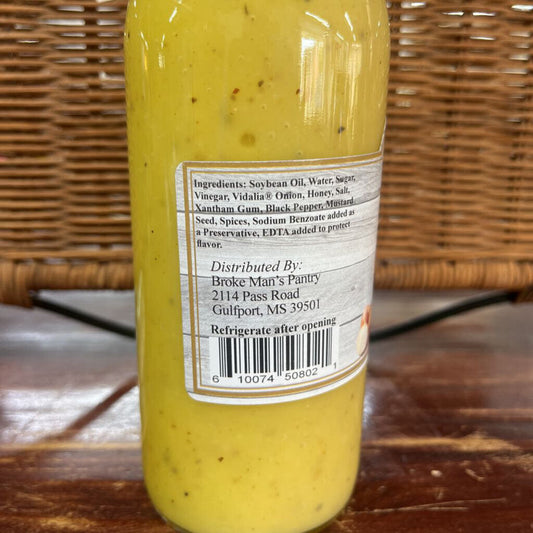 Ingredients: Soybean Oil, Water, Sugar,
Vinegar, Vidalia® Onion, Honey, Salt,
Xantham Gum, Black Pepper, Mustard
Seed, Spices, Sodium Benzoate added as
a Preservative, EDTA added to protect
flavor.
Distributed By:
Broke Man's Pantry
2114 Pass Road
Gulfport, MS 39501
Refrigerate after opening
6 10074 50802 1